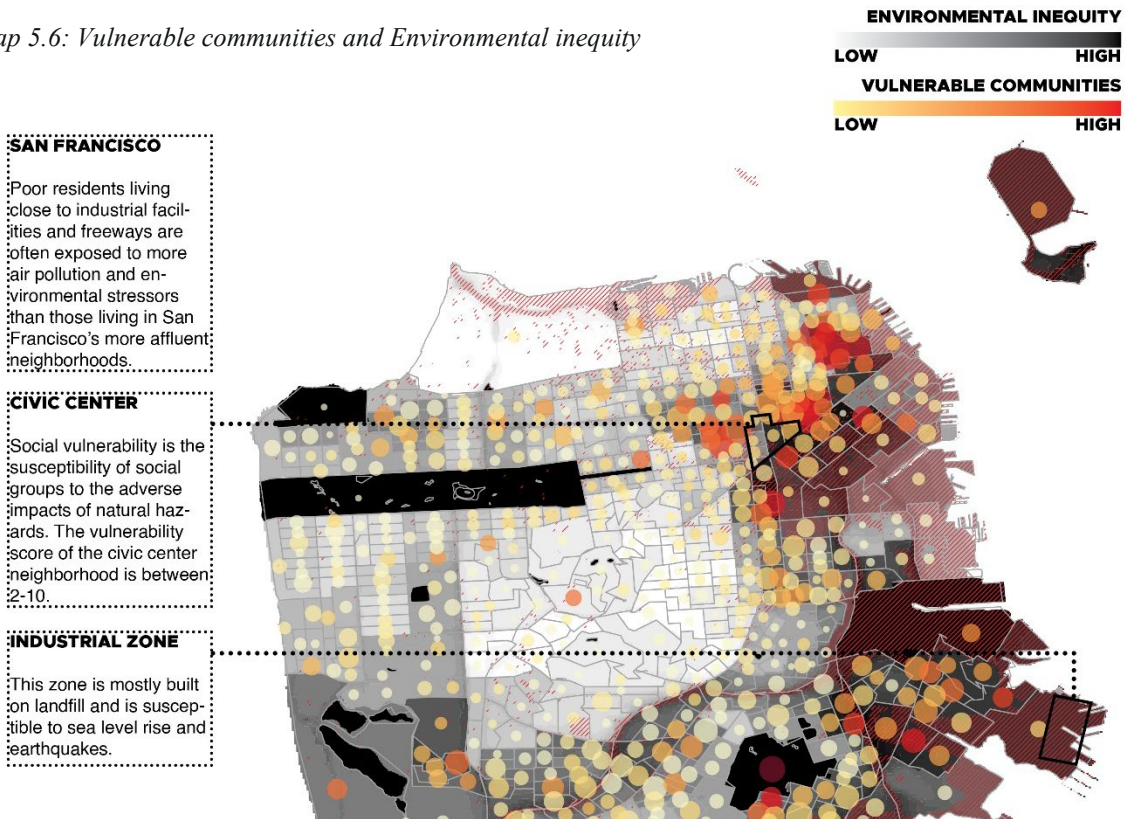 ap 5.6: Vulnerable communities and Environmental inequity
ENVIRONMENTAL INEQUITY
LOW HIGH
VULNERABLE COMMUNITIES
LOW HIGH
SAN FRANCISCO
Poor residents living
close to industrial facil-
ities and freeways are
often exposed to more
air pollution and en-
vironmental stressors
than those living in San
Francisco's more affluent
neighborhoods.
CIVIC CENTER
Social vulnerability is the
susceptibility of social
groups to the adverse
impacts of natural haz-
ards. The vulnerability
score of the civic center
neighborhood is between
2-10.
INDUSTRIAL ZONE
This zone is mostly built
on landfill and is suscep-
tible to sea level rise and
earthquakes.